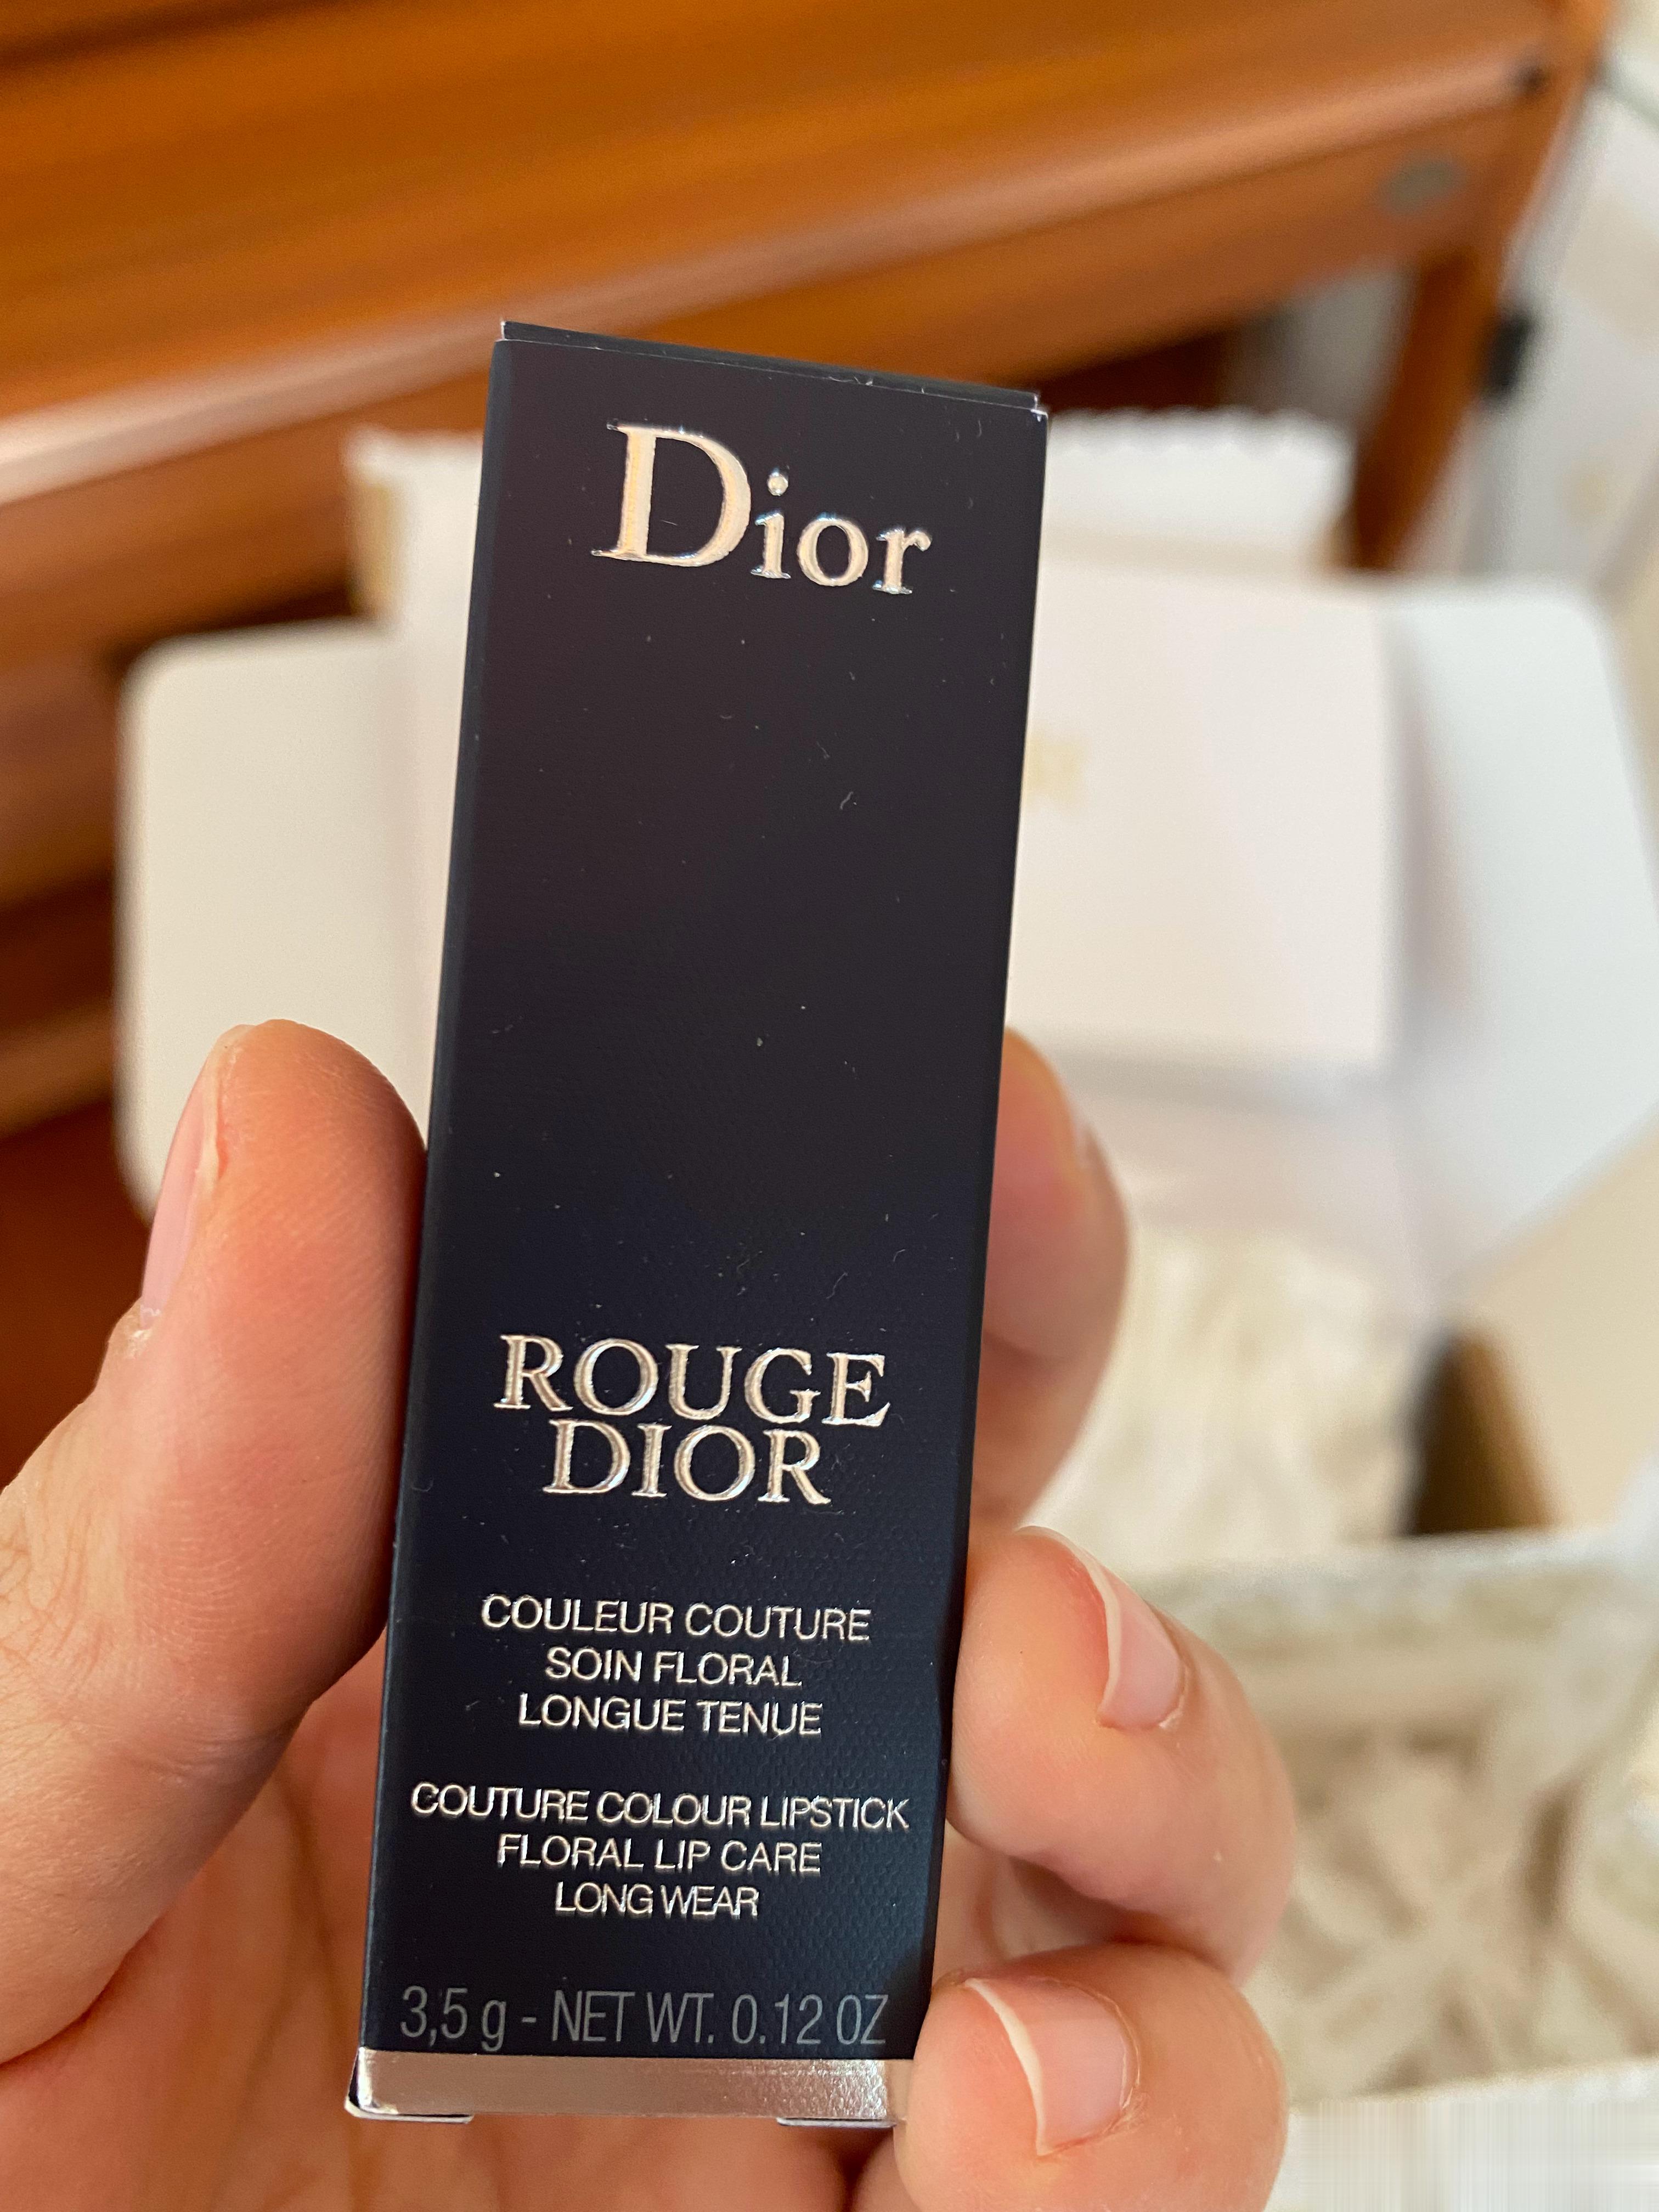 Dior
ROUGE
DIOR
COULEUR COUTURE
SOIN FLORAL
LONGUE TENUE
COUTURE COLOUR LIPSTICK
FLORAL LIP CARE
LONG WEAR
3,5 g - NET WT. 0.12 OZ